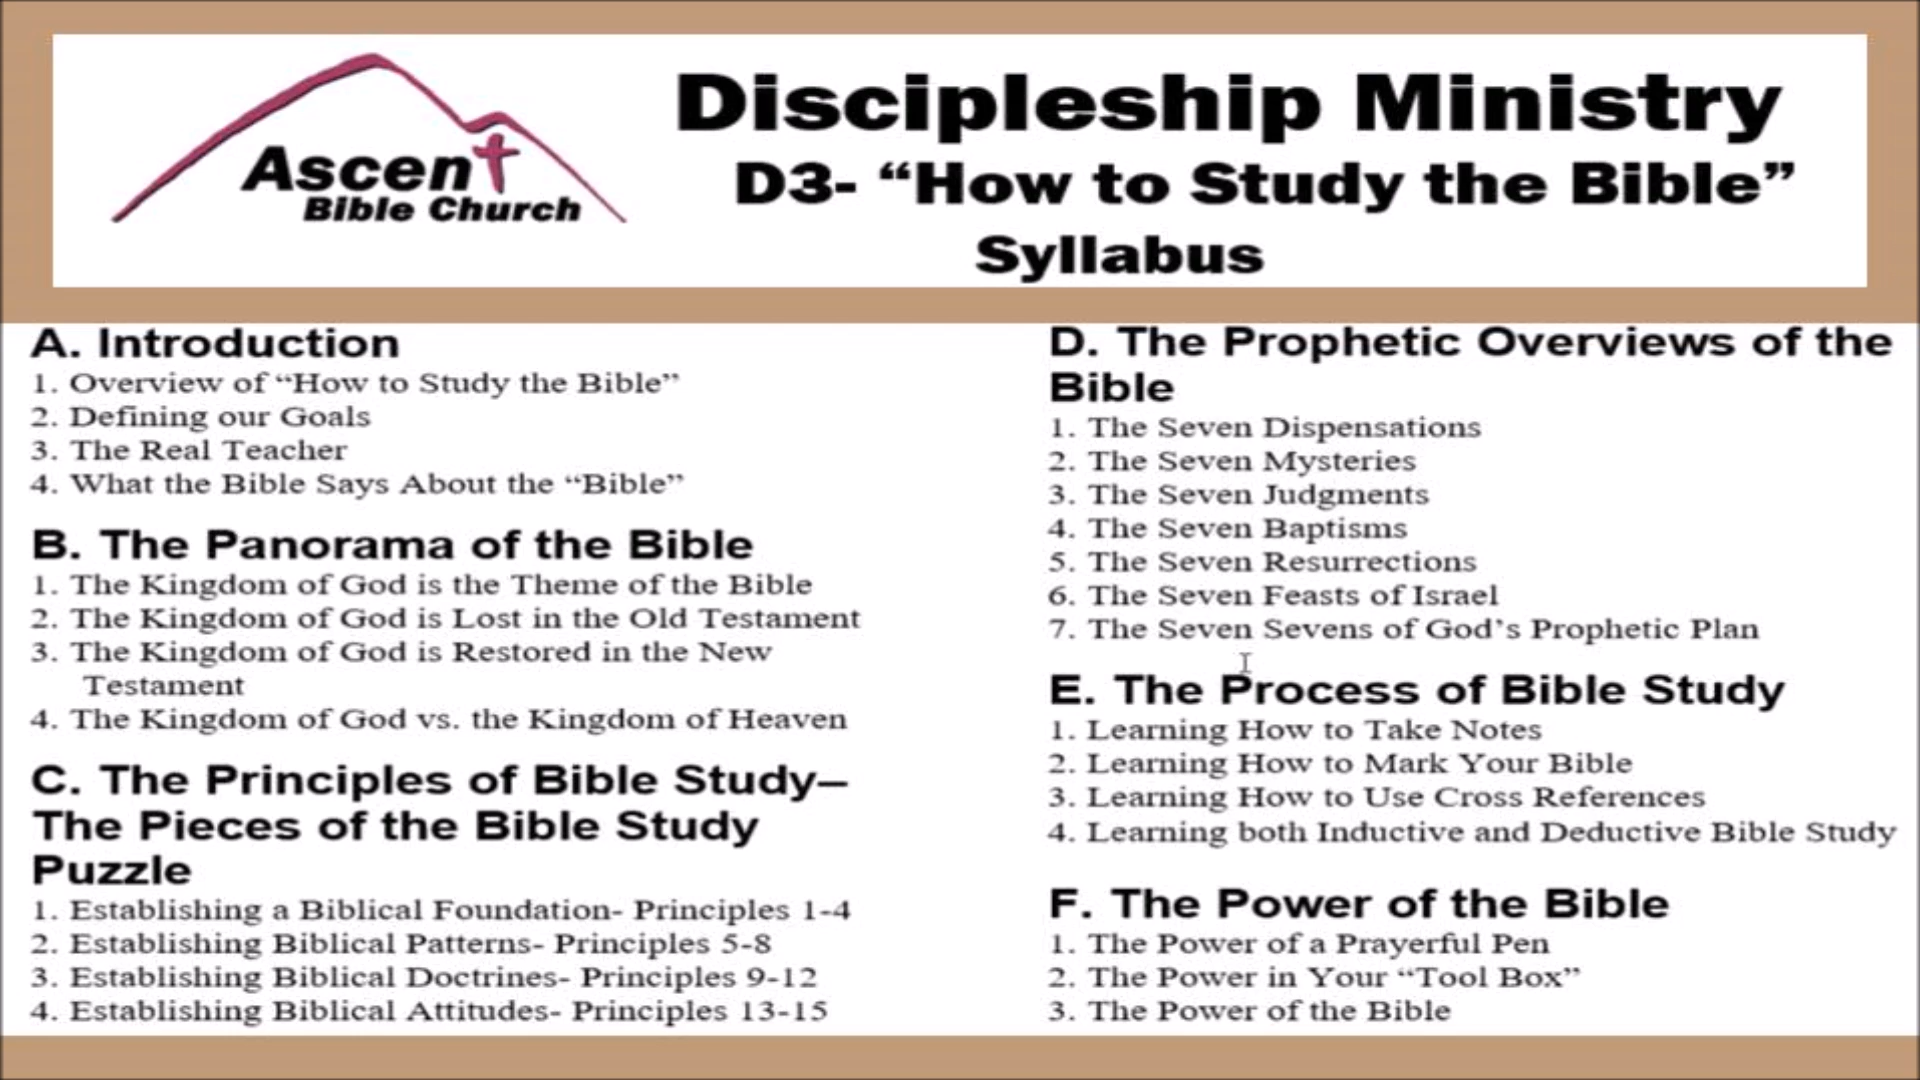 Ascent
Bible Church
Discipleship Ministry
D3- “How to Study the Bible”
Syllabus
A. Introduction
1. Overview of “How to Study the Bible”
2. Defining our Goals
3. The Real Teacher
4. What the Bible Says About the “Bible”
B. The Panorama of the Bible
1. The Kingdom of God is the Theme of the Bible
2. The Kingdom of God is Lost in the Old Testament
3. The Kingdom of God is Restored in the New
Testament
4. The Kingdom of God vs. the Kingdom of Heaven
C. The Principles of Bible Study–
The Pieces of the Bible Study
Puzzle
1. Establishing a Biblical Foundation- Principles 1-4
2. Establishing Biblical Patterns- Principles 5-8
3. Establishing Biblical Doctrines- Principles 9-12
4. Establishing Biblical Attitudes- Principles 13-15
D. The Prophetic Overviews of the
Bible
1. The Seven Dispensations
2. The Seven Mysteries
3. The Seven Judgments
4. The Seven Baptisms
5. The Seven Resurrections
6. The Seven Feasts of Israel
7. The Seven Sevens of God’s Prophetic Plan
E. The Process of Bible Study
1. Learning How to Take Notes
2. Learning How to Mark Your Bible
3. Learning How to Use Cross References
4. Learning both Inductive and Deductive Bible Study
F. The Power of the Bible
1. The Power of a Prayerful Pen
2. The Power in Your “Tool Box”
3. The Power of the Bible